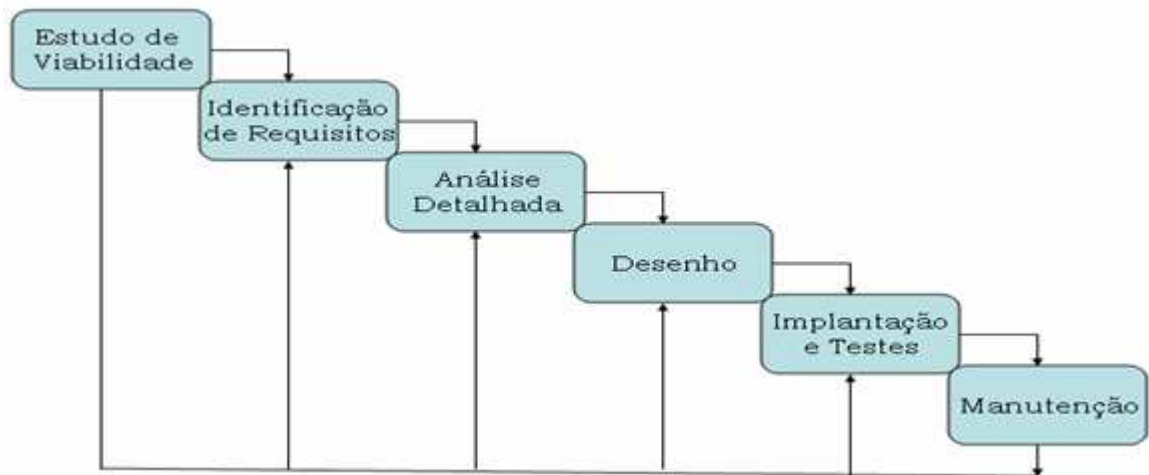 Estudo de
Viabilidade
Identificação
de Requisitos
Análise
Detalhada
Desenho
Implantação
e Testes
Manutenção